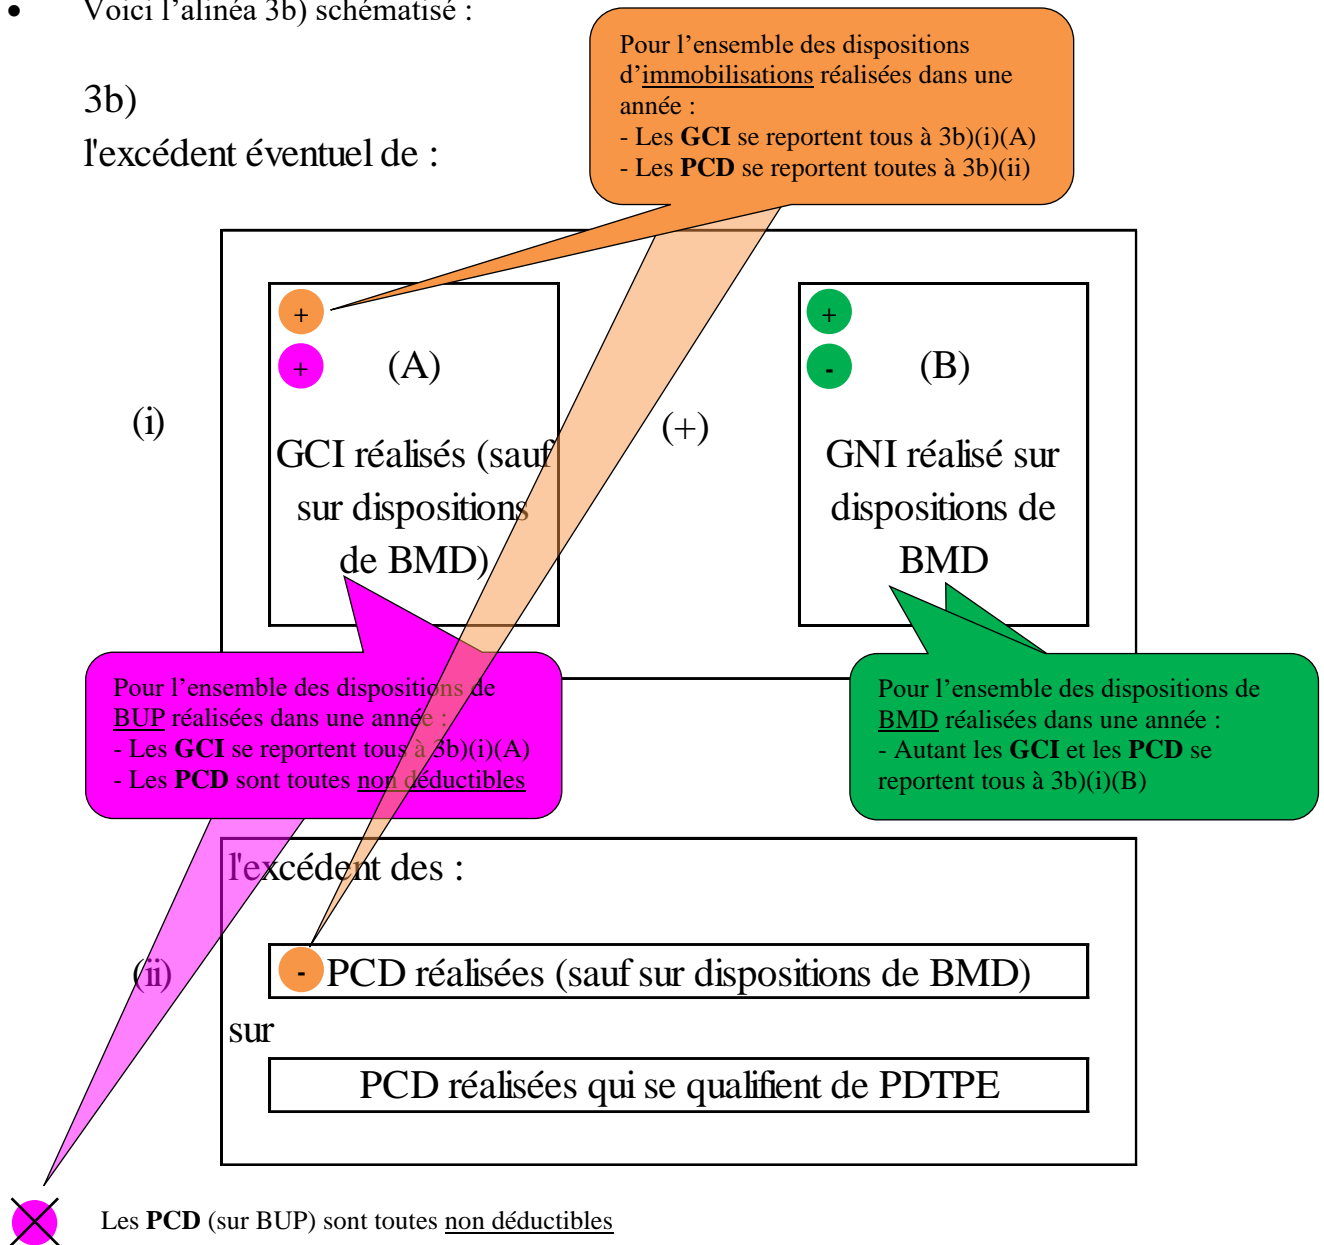 • Voici l’alinéa 3b) schématisé :
Pour l’ensemble des dispositions
d’immobilisations réalisées dans une
année :
- Les GCI se reportent tous à 3b)(i)(A)
- Les PCD se reportent toutes à 3b)(ii)
3b)
l'excédent éventuel de :
(i)
+
+
(A)
GCI réalisés (sauf
sur dispositions
de BMD)
(+)
+
-
(B)
GNI réalisé sur
dispositions de
BMD
Pour l’ensemble des dispositions de
BUP réalisées dans une année :
- Les GCI se reportent tous à 3b)(i)(A)
- Les PCD sont toutes non déductibles
Pour l’ensemble des dispositions de
BMD réalisées dans une année :
- Autant les GCI et les PCD se
reportent tous à 3b)(i)(B)
l'excédent des :
(ii)
- PCD réalisées (sauf sur dispositions de BMD)
sur
PCD réalisées qui se qualifient de PDTPE
Les PCD (sur BUP) sont toutes non déductibles